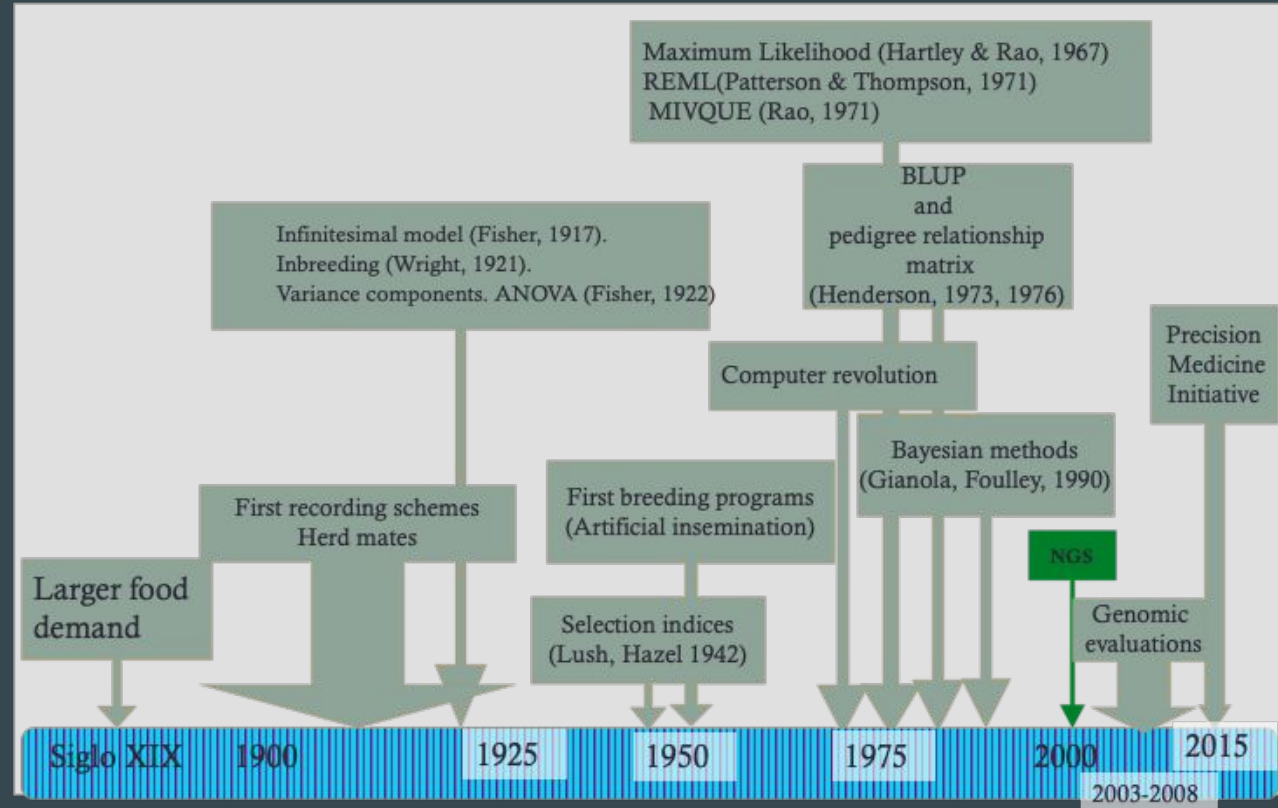 Maximum Likelihood (Hartley & Rao, 1967)
REML(Patterson & Thompson, 1971)
MIVQUE (Rao, 1971)
BLUP
and
pedigree relationship
matrix
(Henderson, 1973, 1976)
Infinitesimal model (Fisher, 1917).
Inbreeding (Wright, 1921).
Variance components. ANOVA (Fisher, 1922)
Precision
Medicine
Initiative
Computer revolution
Bayesian methods
(Gianola, Foulley, 1990)
First breeding programs
(Artificial insemination)
First recording schemes
Herd mates
NGS
Larger food
demand
Selection indices
(Lush, Hazel 1942)
Genomic
evaluations
Siglo XIX
1900
1925
1950
1975
2000
2015
2003-2008